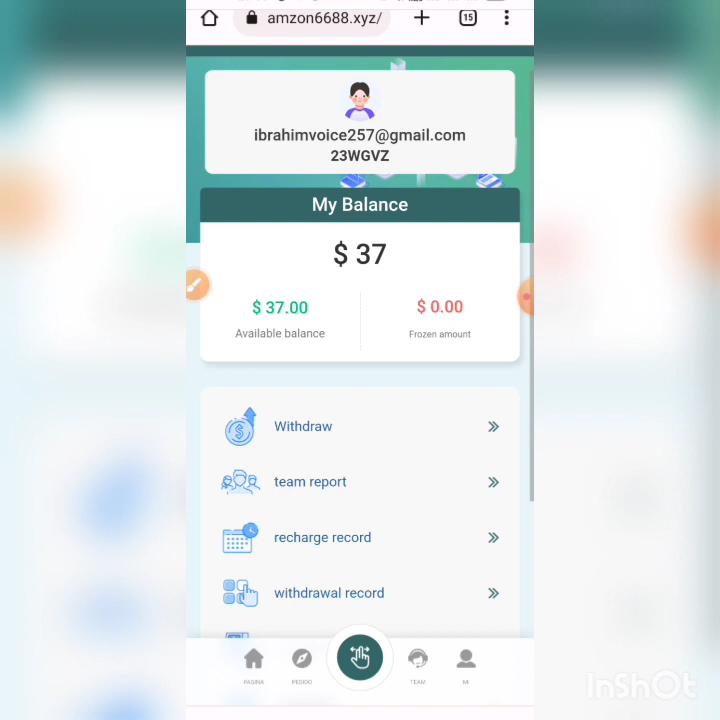 amzon6688.xyz/
15
ibrahimvoice257@gmail.com
23WGVZ
My Balance
$ 37
$ 37.00
$ 0.00
Available balance
Frozen amount
Withdraw
team report
recharge record
withdrawal record
PAGINA
PEDIDO
TEAM
MI
InShOt